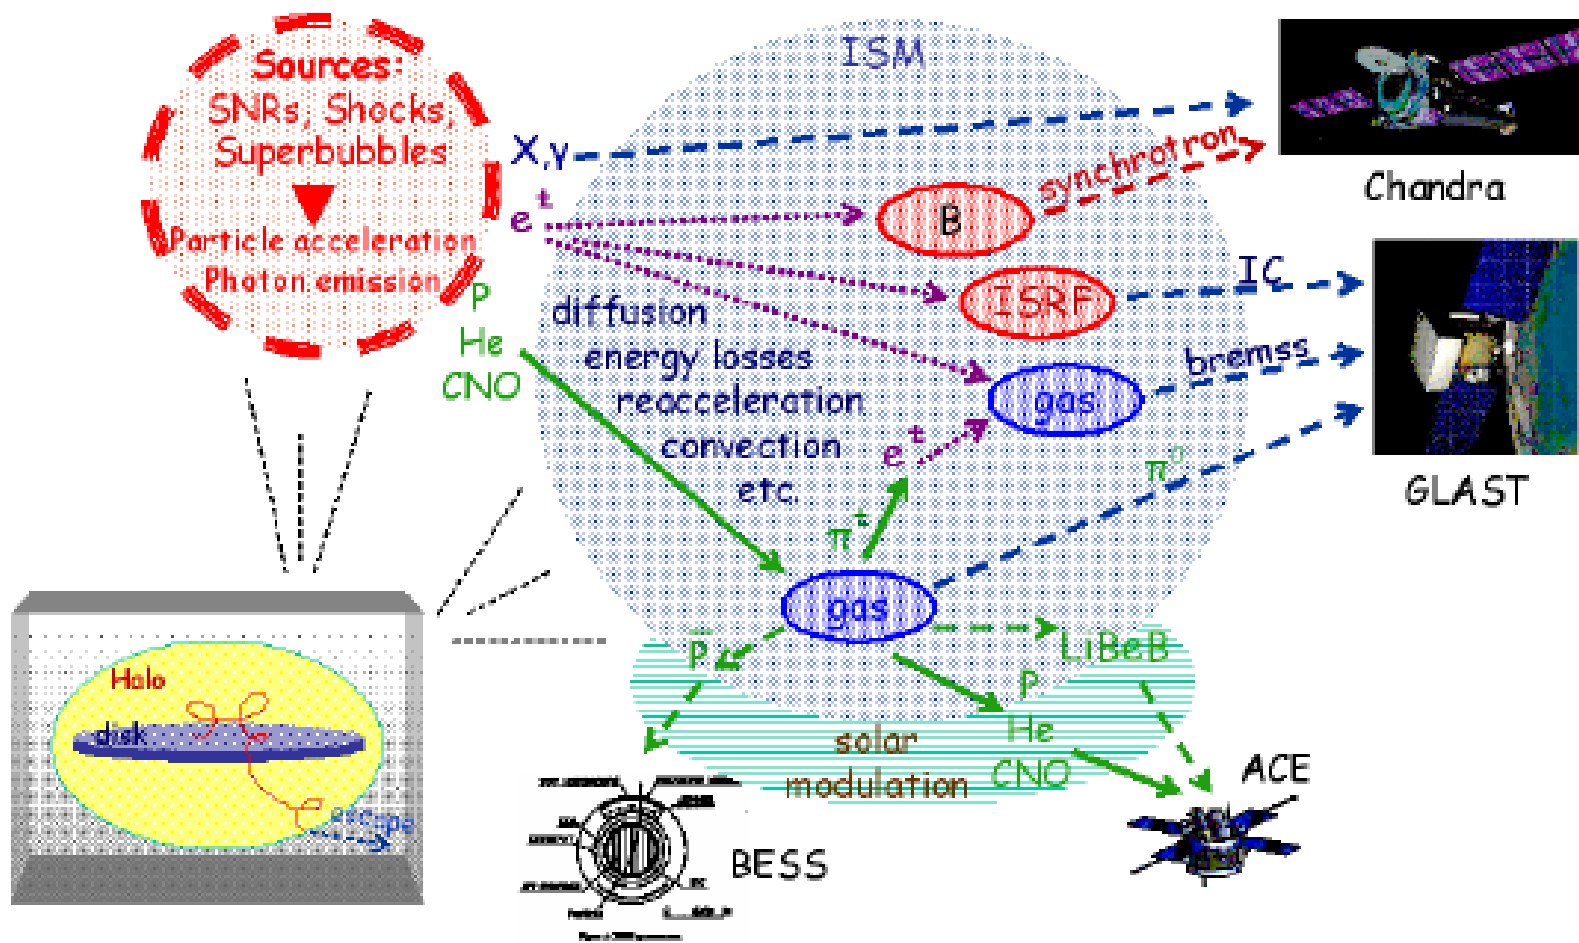 Sources:
SNRs, Shocks,
Superbubbles
Particle acceleration
Photon emission
ISM
X,γ
e±
P
He
CNO
B
synchrotron
Chandra
ISRF
IC
gas
bremss
GLAST
diffusion
energy losses
reacceleration
convection
etc.
e±
π±
π0
gas
p̄
LiBeB
P
He
CNO
solar
modulation
ACE
BESS
Halo
disk
escape